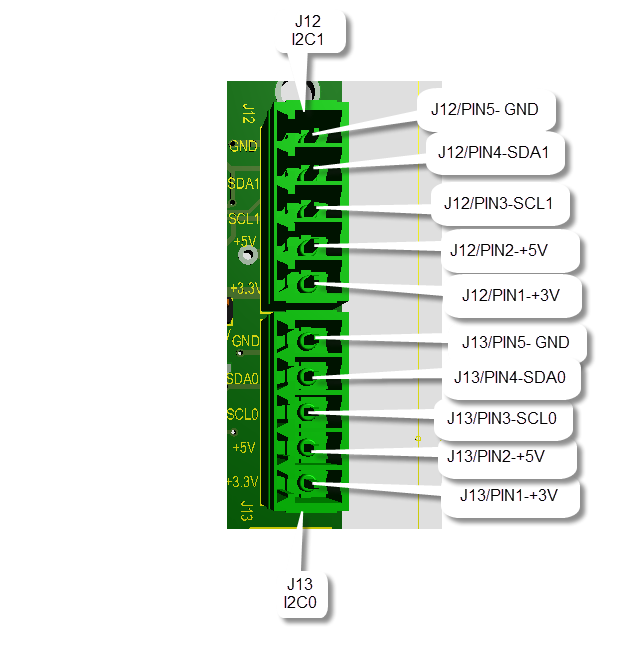 J12
I2C1
J12
GND
SDA1
SCL1
+5V
+3.3V
GND
SDA0
SCL0
+5V
+3.3V
J13
J12/PIN5- GND
J12/PIN4-SDA1
J12/PIN3-SCL1
J12/PIN2-+5V
J12/PIN1-+3V
J13/PIN5- GND
J13/PIN4-SDA0
J13/PIN3-SCL0
J13/PIN2-+5V
J13/PIN1-+3V
J13
I2C0